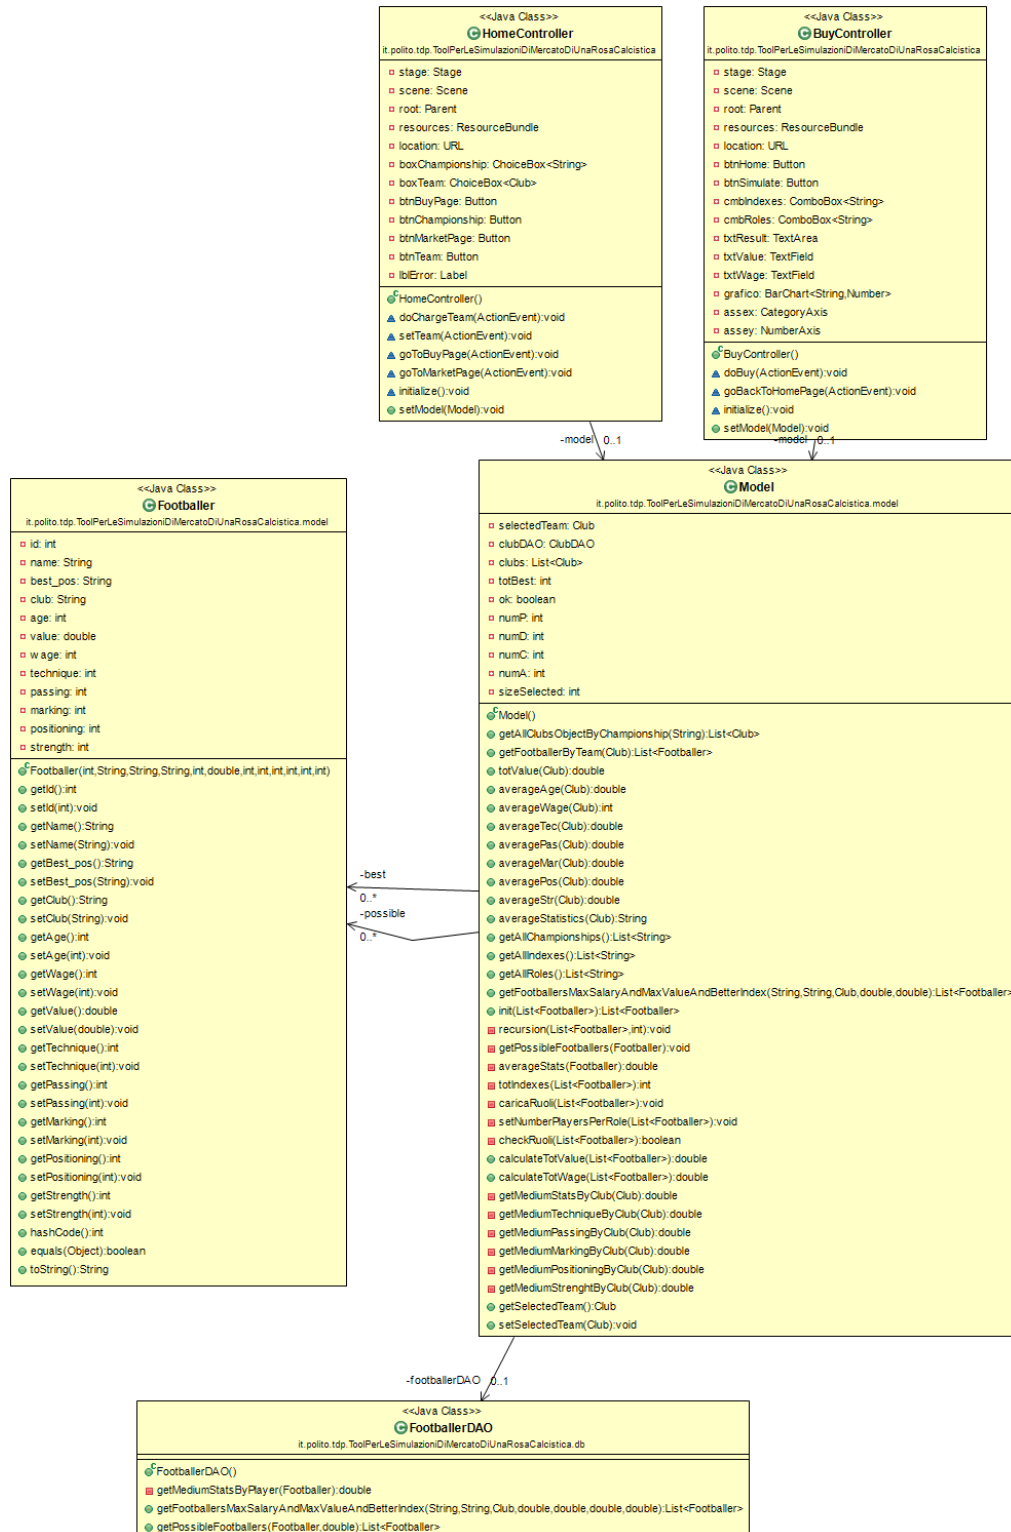 <<Java Class>>
HomeController
it.polito.tdp.ToolPerLeSimulazioniDiMercatoDiUnaRosaCalcistica
stage: Stage
scene: Scene
root: Parent
resources: ResourceBundle
location: URL
boxChampionship: ChoiceBox<String>
boxTeam: ChoiceBox<Club>
btnBuyPage: Button
btnChampionship: Button
btnMarketPage: Button
btnTeam: Button
lblError: Label
HomeController()
doChargeTeam(ActionEvent):void
setTeam(ActionEvent):void
goToBuyPage(ActionEvent):void
goToMarketPage(ActionEvent):void
initialize():void
setModel(Model):void
<<Java Class>>
BuyController
it.polito.tdp.ToolPerLeSimulazioniDiMercatoDiUnaRosaCalcistica
stage: Stage
scene: Scene
root: Parent
resources: ResourceBundle
location: URL
btnHome: Button
btnSimulate: Button
cmbIndexes: ComboBox<String>
cmbRoles: ComboBox<String>
txtResult: TextArea
txtValue: TextField
txtWage: TextField
grafico: BarChart<String,Number>
assex: CategoryAxis
assey: NumberAxis
BuyController()
doBuy(ActionEvent):void
goBackToHomePage(ActionEvent):void
initialize():void
setModel(Model):void
-model 0..1
-model 0..1
<<Java Class>>
Footballer
it.polito.tdp.ToolPerLeSimulazioniDiMercatoDiUnaRosaCalcistica.model
id: int
name: String
best_pos: String
club: String
age: int
value: double
wage: int
technique: int
passing: int
marking: int
positioning: int
strength: int
Footballer(int,String,String,String,int,double,int,int,int,int,int,int)
getId():int
setId(int):void
getName():String
setName(String):void
getBest_pos():String
setBest_pos(String):void
getClub():String
setClub(String):void
getAge():int
setAge(int):void
getWage():int
setWage(int):void
getValue():double
setValue(double):void
getTechnique():int
setTechnique(int):void
getPassing():int
setPassing(int):void
getMarking():int
setMarking(int):void
getPositioning():int
setPositioning(int):void
getStrength():int
setStrength(int):void
hashCode():int
equals(Object):boolean
toString():String
-best
0..*
-possible
0..*
<<Java Class>>
Model
it.polito.tdp.ToolPerLeSimulazioniDiMercatoDiUnaRosaCalcistica.model
selectedTeam: Club
clubDAO: ClubDAO
clubs: List<Club>
totBest: int
ok: boolean
numP: int
numD: int
numC: int
numA: int
sizeSelected: int
Model()
getAllClubsObjectByChampionship(String):List<Club>
getFootballerByTeam(Club):List<Footballer>
totValue(Club):double
averageAge(Club):double
averageWage(Club):int
averageTec(Club):double
averagePas(Club):double
averageMar(Club):double
averagePos(Club):double
averageStr(Club):double
averageStatistics(Club):String
getAllChampionships():List<String>
getAllIndexes():List<String>
getAllRoles():List<String>
getFootballersMaxSalaryAndMaxValueAndBetterIndex(String,String,Club,double,double):List<Footballer>
init(List<Footballer>):List<Footballer>
recursion(List<Footballer>,int):void
getPossibleFootballers(Footballer):void
averageStats(Footballer):double
totIndexes(List<Footballer>):int
caricaRuoli(List<Footballer>):void
setNumberPlayersPerRole(List<Footballer>):void
checkRuoli(List<Footballer>):boolean
calculateTotValue(List<Footballer>):double
calculateTotWage(List<Footballer>):double
getMediumStatsByClub(Club):double
getMediumTechniqueByClub(Club):double
getMediumPassingByClub(Club):double
getMediumMarkingByClub(Club):double
getMediumPositioningByClub(Club):double
getMediumStrenghtByClub(Club):double
getSelectedTeam():Club
setSelectedTeam(Club):void
-footballerDAO 0..1
<<Java Class>>
FootballerDAO
it.polito.tdp.ToolPerLeSimulazioniDiMercatoDiUnaRosaCalcistica.db
FootballerDAO()
getMediumStatsByPlayer(Footballer):double
getFootballersMaxSalaryAndMaxValueAndBetterIndex(String,String,Club,double,double,double,double):List<Footballer>
getPossibleFootballers(Footballer,double):List<Footballer>